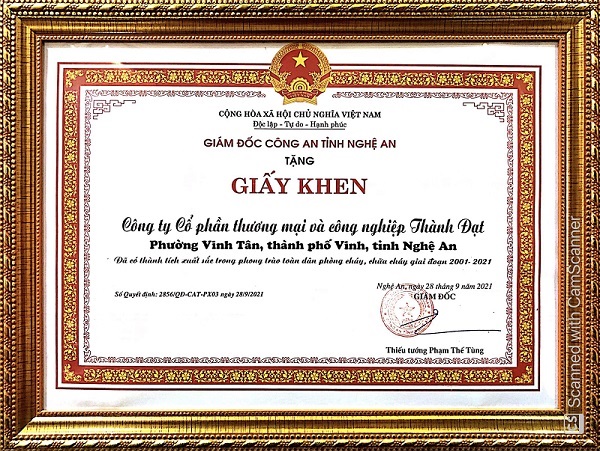 CỘNG HÒA XÃ HỘI CHỦ NGHĨA VIỆT NAM
Độc lập - Tự do - Hạnh phúc
GIÁM ĐỐC CÔNG AN TỈNH NGHỆ AN
TẶNG
GIẤY KHEN
Công ty Cổ phần thương mại và công nghiệp Thành Đạt
Phường Vinh Tân, thành phố Vinh, tỉnh Nghệ An
Đã có thành tích xuất sắc trong phong trào toàn dân phòng cháy, chữa cháy giai đoạn 2001- 2021
Số Quyết định: 2856/QĐ-CAT-PX03 ngày 28/9/2021
Nghệ An, ngày 28 tháng 9 năm 2021
GIÁM ĐỐC
Thiếu tướng Phạm Thế Tùng
CS Scanned with CamScanner